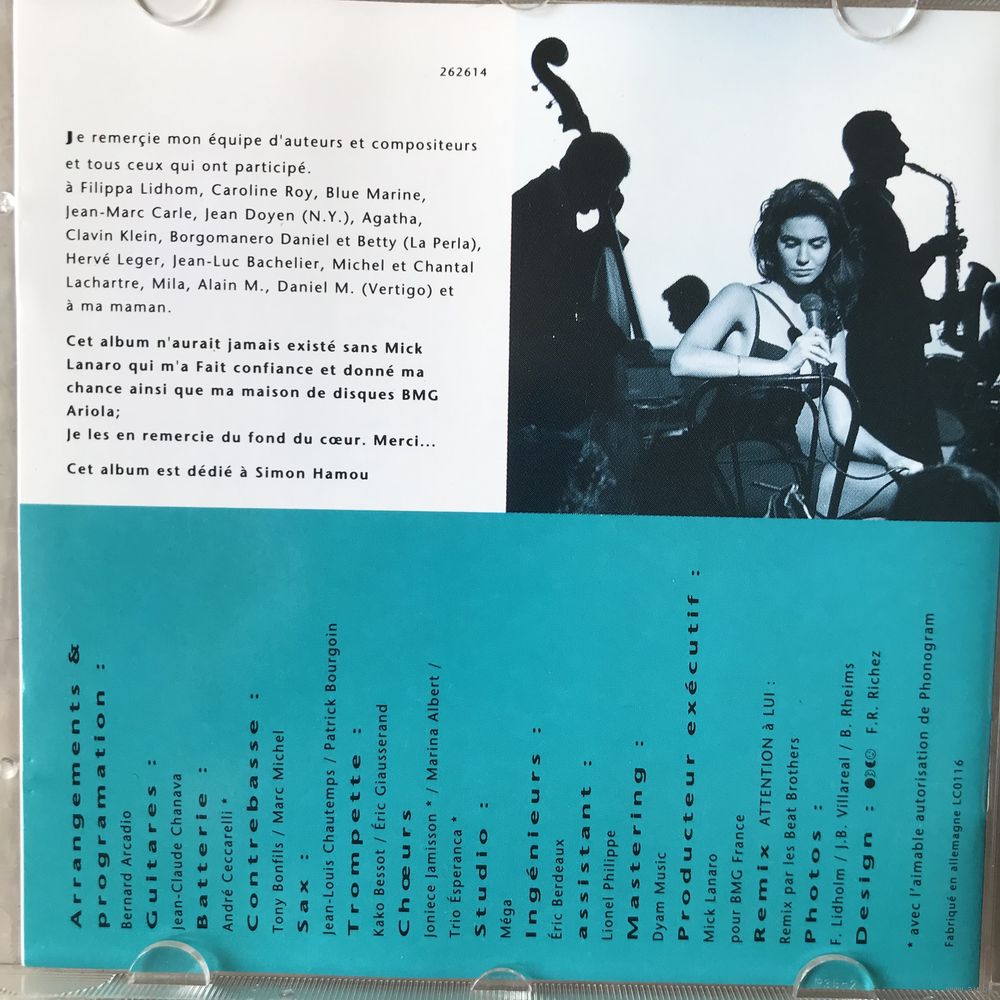 262614
Je remerçie mon équipe d'auteurs et compositeurs
et tous ceux qui ont participé.
à Filippa Lidhom, Caroline Roy, Blue Marine,
Jean-Marc Carle, Jean Doyen (N.Y.), Agatha,
Clavin Klein, Borgomanero Daniel et Betty (La Perla),
Hervé Leger, Jean-Luc Bachelier, Michel et Chantal
Lachartre, Mila, Alain M., Daniel M. (Vertigo) et
à ma maman.
Cet album n'aurait jamais existé sans Mick
Lanaro qui m'a Fait confiance et donné ma
chance ainsi que ma maison de disques BMG
Ariola;
Je les en remercie du fond du cœur. Merci...
Cet album est dédié à Simon Hamou
Arrangements &
programation :
Bernard Arcadio
Guitares :
Jean-Claude Chanava
Batterie :
André Ceccarelli *
Contrebasse :
Tony Bonfils / Marc Michel
Sax :
Jean-Louis Chautemps / Patrick Bourgoin
Trompette :
Kako Bessot / Éric Giausserand
Chœurs
Joniece Jamisson * / Marina Albert /
Trio Ésperança *
Studio :
Méga
Ingénieurs :
Éric Berdeaux
assistant :
Lionel Philippe
Mastering :
Dyam Music
Producteur exécutif :
Mick Lanaro
pour BMG France
Remix ATTENTION à LUI :
Remix par les Beat Brothers
Photos :
F. Lidholm / J.B. Villareal / B. Rheims
Design : F.R. Richez
* avec l'aimable autorisation de Phonogram
Fabriqué en allemagne LC0116